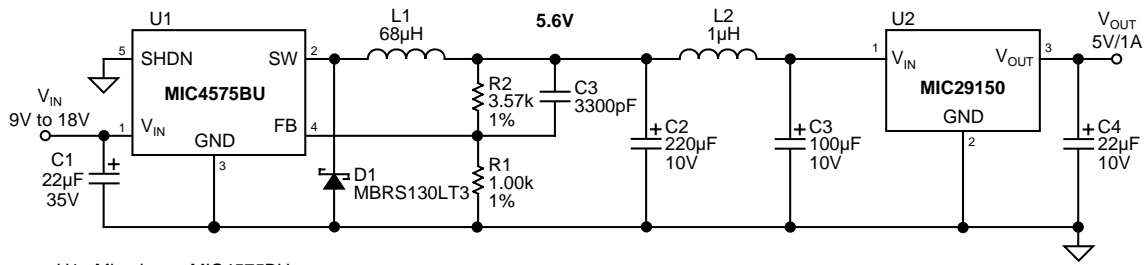 U1
L1
68µH
5.6V
L2
1µH
U2
VOUT
5V/1A
5
SHDN
SW
2
MIC4575BU
R2
3.57k
1%
C3
3300pF
1
VIN
VOUT
3
MIC29150
VIN
9V to 18V
1
VIN
FB
4
GND
3
GND
2
C1
22µF
35V
+
D1
MBRS130LT3
R1
1.00k
1%
+
C2
220µF
10V
+
C3
100µF
10V
+
C4
22µF
10V